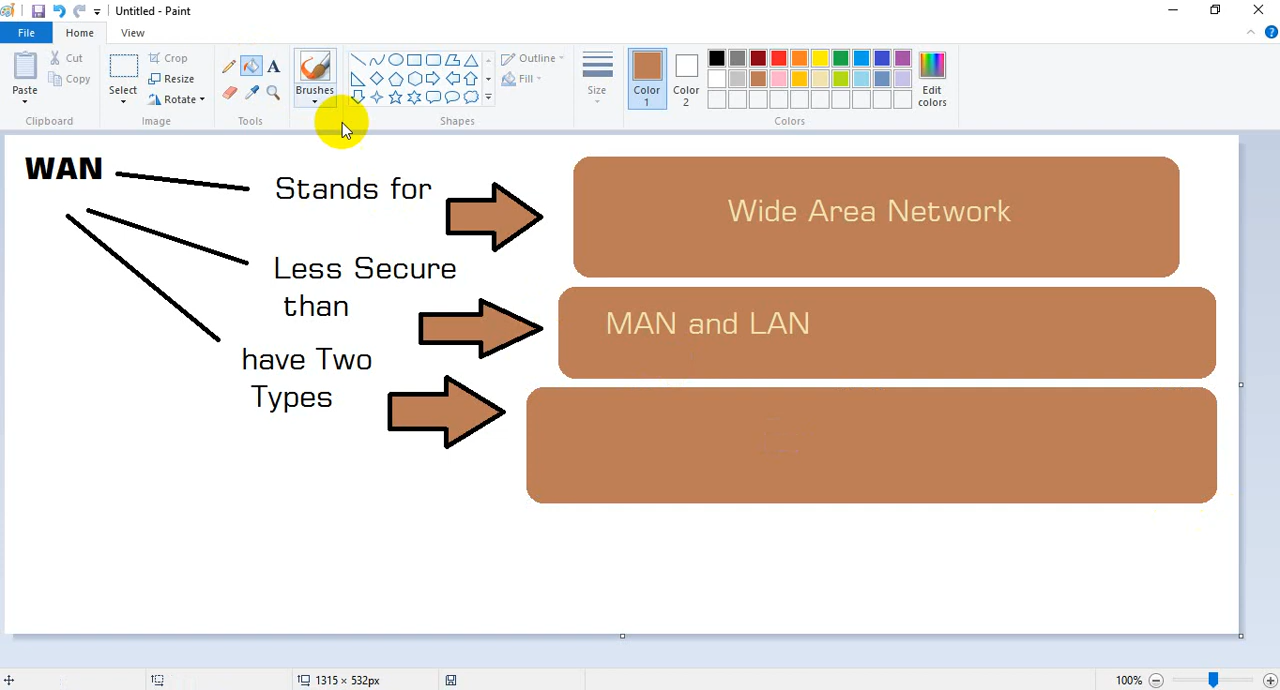 Untitled - Paint
File
Home
View
Paste
Cut
Copy
Clipboard
Select
Crop
Resize
Rotate
Image
A
Tools
Brushes
Outline
Fill
Shapes
Size
Color 1
Color 2
Edit colors
Colors
WAN
Stands for
Wide Area Network
Less Secure
than
MAN and LAN
have Two
Types
1315 × 532px
100%